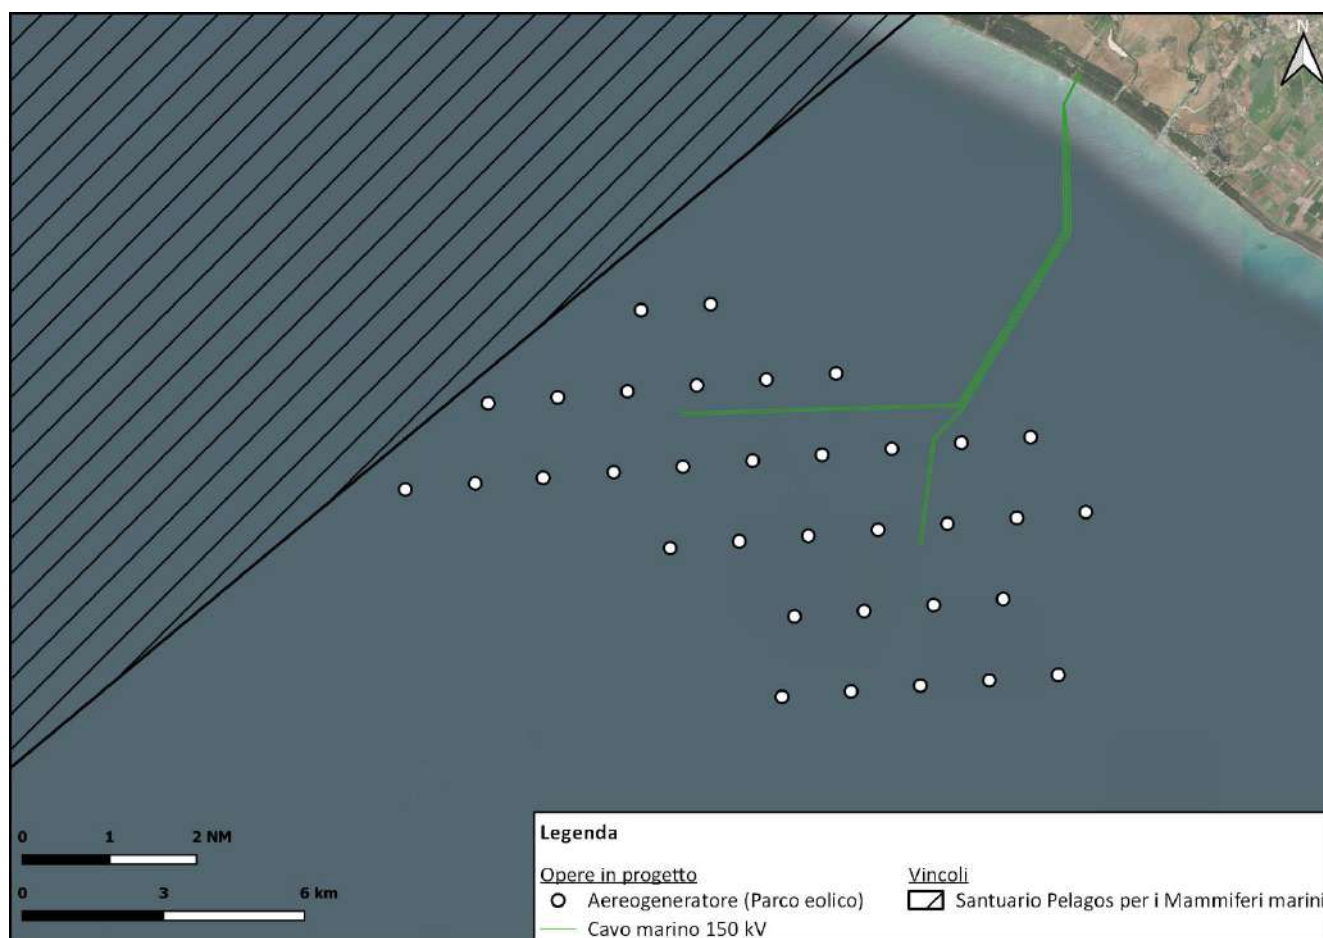 N
0 1 2 NM
0 3 6 km
Legenda
Opere in progetto
Aereogeneratore (Parco eolico)
Cavo marino 150 kV
Vincoli
Santuario Pelagos per i Mammiferi marini